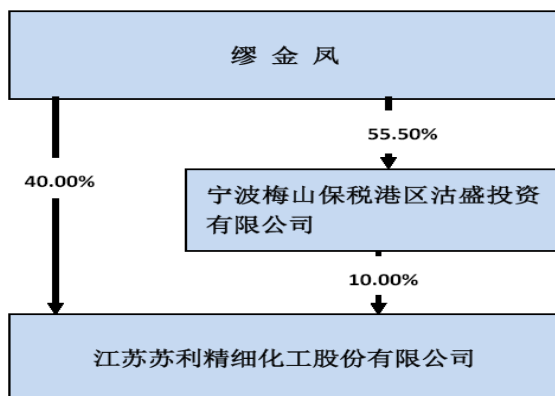 缪金凤
55.50%
40.00%
宁波梅山保税港区沽盛投资
有限公司
10.00%
江苏苏利精细化工股份有限公司